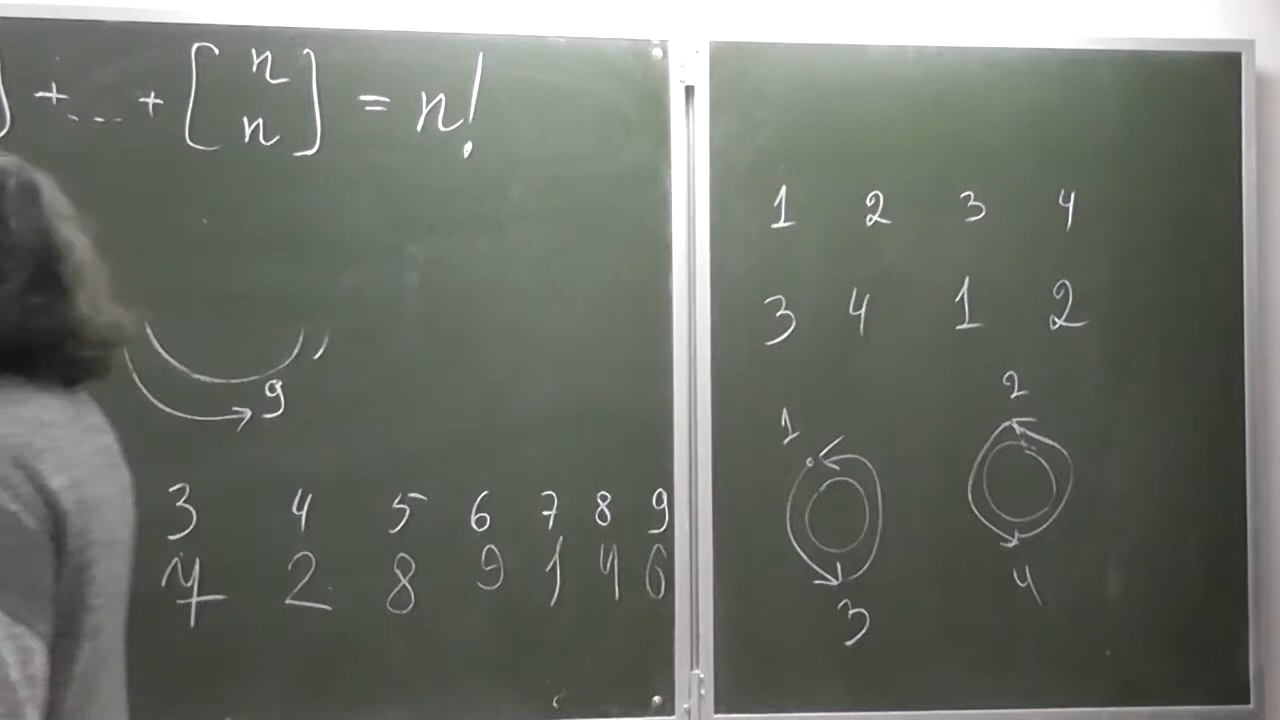 + ... + [ n n ] = n!
9
3 4 5 6 7 8 9
7 2 8 9 1 4 6
1 2 3 4
3 4 1 2
1 2
3 4